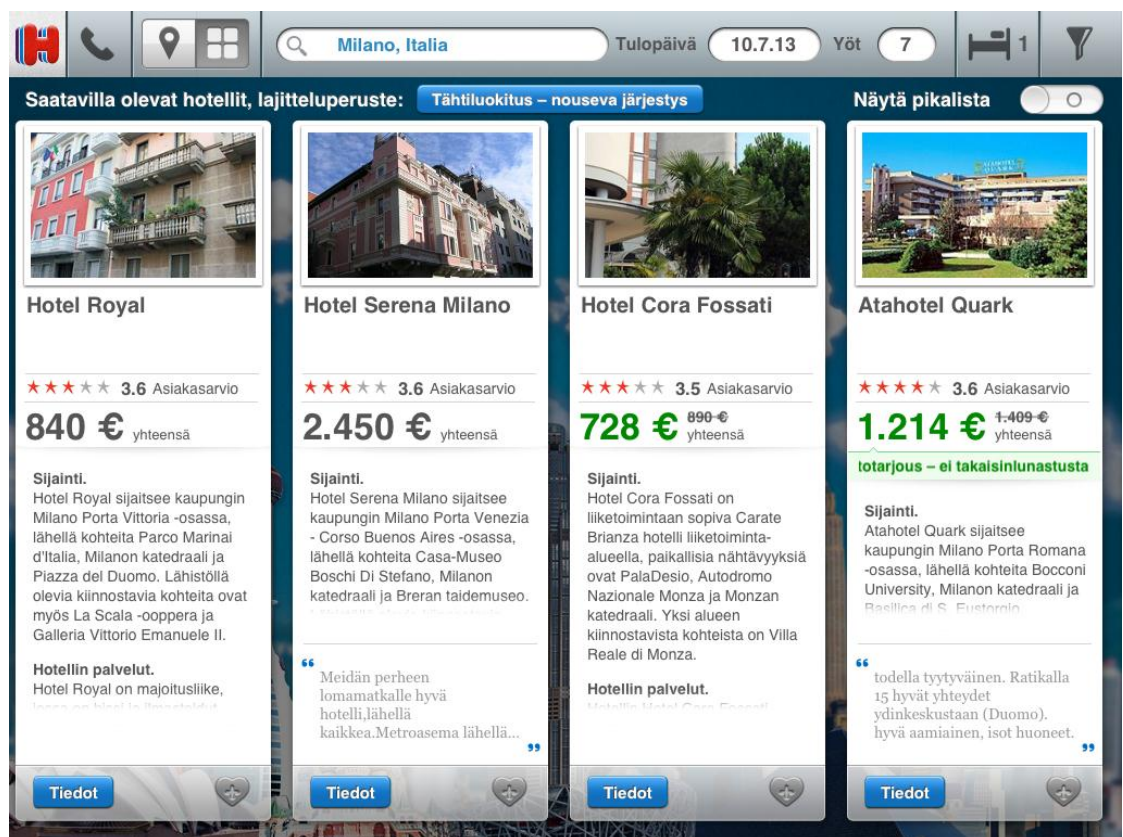 Milano, Italia
Tulopäivä
10.7.13
Yöt
7
1
Saatavilla olevat hotellit, lajitteluperuste:
Tähtiluokitus – nouseva järjestys
Näytä pikalista
Hotel Royal
3.6 Asiakasarvio
840 € yhteensä
Sijainti.
Hotel Royal sijaitsee kaupungin
Milano Porta Vittoria -osassa,
lähellä kohteita Parco Marinai
d'Italia, Milanon katedraali ja
Piazza del Duomo. Lähistöllä
olevia kiinnostavia kohteita ovat
myös La Scala -ooppera ja
Galleria Vittorio Emanuele II.
Hotellin palvelut.
Hotel Royal on majoitusliike,
Tiedot
Hotel Serena Milano
3.6 Asiakasarvio
2.450 € yhteensä
Sijainti.
Hotel Serena Milano sijaitsee
kaupungin Milano Porta Venezia
- Corso Buenos Aires -osassa,
lähellä kohteita Casa-Museo
Boschi Di Stefano, Milanon
katedraali ja Breran taidemuseo.
“ Meidän perheen
lomamatkalle hyvä
hotelli,lähellä
kaikkea.Metroasema lähellä... ”
Tiedot
Hotel Cora Fossati
3.5 Asiakasarvio
728 € 890 €
yhteensä
Sijainti.
Hotel Cora Fossati on
liiketoimintaan sopiva Carate
Brianza hotelli liiketoiminta-
alueella, paikallisia nähtävyyksiä
ovat PalaDesio, Autodromo
Nazionale Monza ja Monzan
katedraali. Yksi alueen
kiinnostavista kohteista on Villa
Reale di Monza.
Hotellin palvelut.
Hotellin Hotel Cora Fossati
Tiedot
ATAHOTEL
QUARK
Atahotel Quark
3.6 Asiakasarvio
1.214 € 1.409 €
yhteensä
totarjous – ei takaisinlunastusta
Sijainti.
Atahotel Quark sijaitsee
kaupungin Milano Porta Romana
-osassa, lähellä kohteita Bocconi
University, Milanon katedraali ja
Basilica di S. Eustorgio
“ todella tyytyväinen. Ratikalla
15 hyvät yhteydet
ydinkeskustaan (Duomo).
hyvä aamiainen, isot huoneet. ”
Tiedot